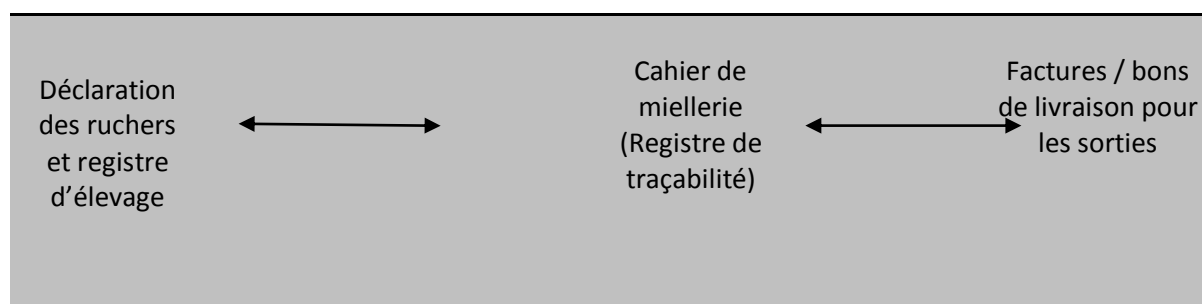 Déclaration
des ruchers
et registre
d’élevage
Cahier de
miellerie
(Registre de
traçabilité)
Factures / bons
de livraison pour
les sorties